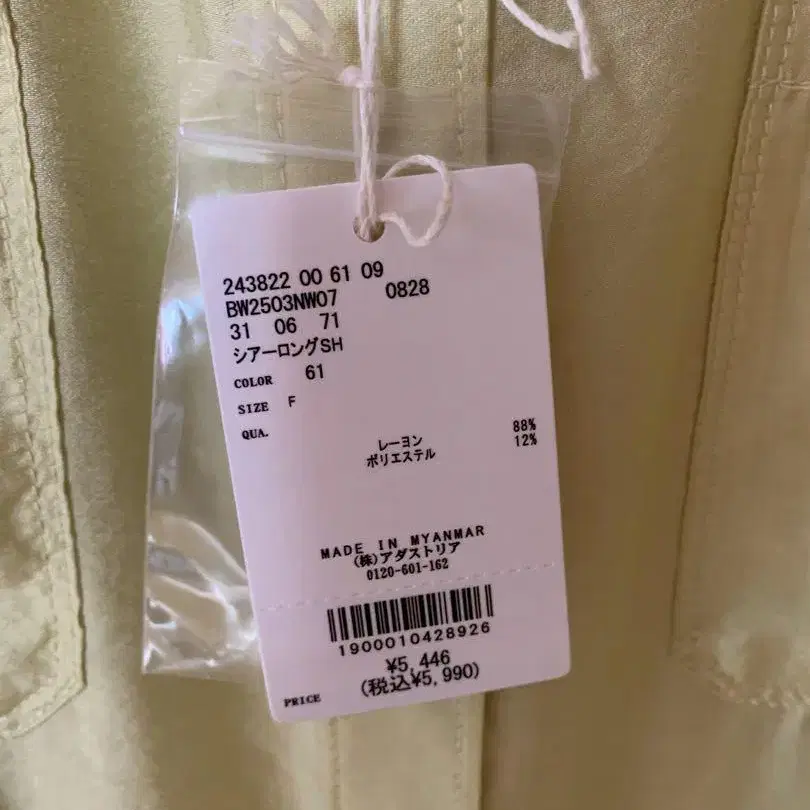 243822 00 61 09
BW2503NW07 0828
31 06 71
シアーロングSH
COLOR 61
SIZE F
QUA.
レーヨン 88%
ポリエステル 12%
MADE IN MYANMAR
(株)アダストリア
0120-601-162
1900010428926
¥5,446
PRICE (税込¥5,990)